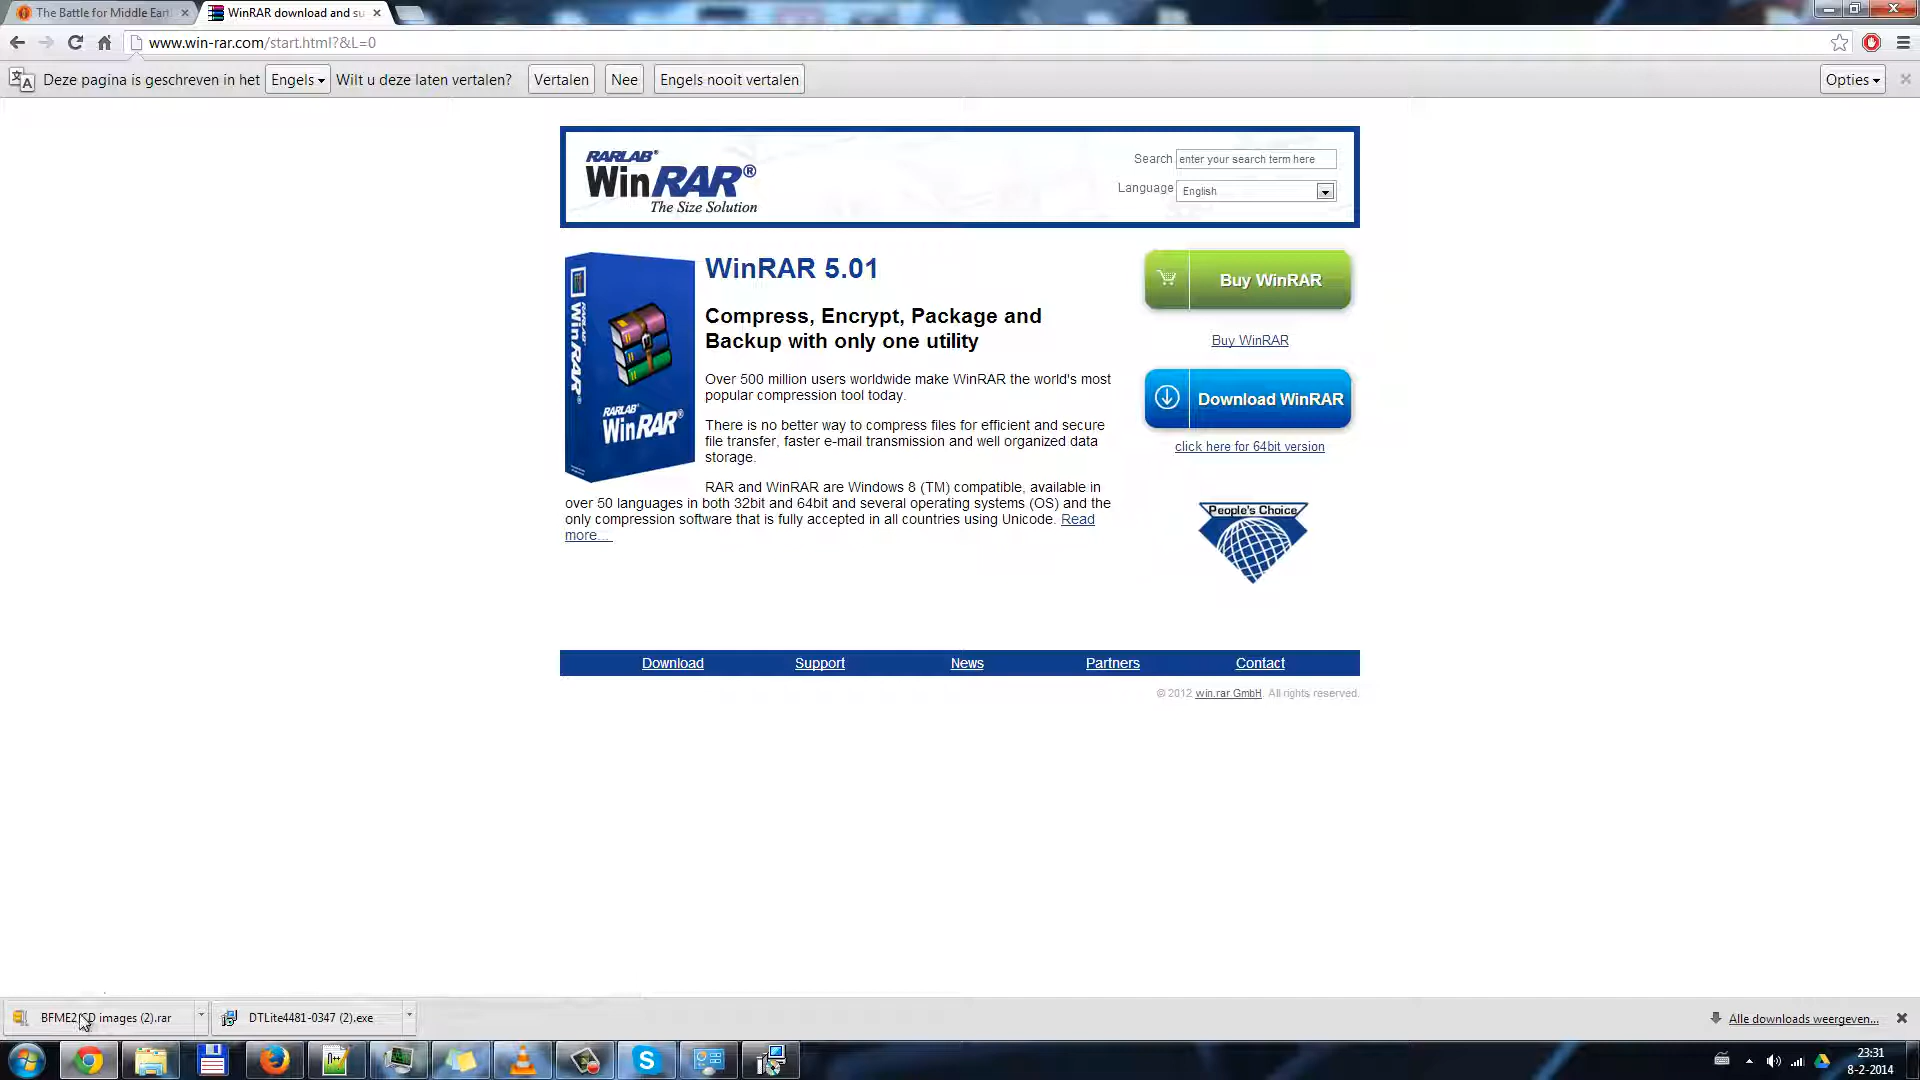 The Battle for Middle Eart
WinRAR download and su
www.win-rar.com/start.html?&L=0
Deze pagina is geschreven in het Engels Wilt u deze laten vertalen? Vertalen Nee Engels nooit vertalen Opties
RARLAB®
WinRAR®
The Size Solution
Search enter your search term here
Language English
WinRAR 5.01
Compress, Encrypt, Package and
Backup with only one utility
Over 500 million users worldwide make WinRAR the world's most
popular compression tool today.
There is no better way to compress files for efficient and secure
file transfer, faster e-mail transmission and well organized data
storage.
RAR and WinRAR are Windows 8 (TM) compatible, available in
over 50 languages in both 32bit and 64bit and several operating systems (OS) and the
only compression software that is fully accepted in all countries using Unicode. Read
more...
WinRAR
RARLAB
WinRAR®
Buy WinRAR
Buy WinRAR
Download WinRAR
click here for 64bit version
People's Choice
Download Support News Partners Contact
© 2012 win.rar GmbH. All rights reserved.
BFME2 CD images (2).rar
DTLite4481-0347 (2).exe
Alle downloads weergeven...
23:31
8-2-2014